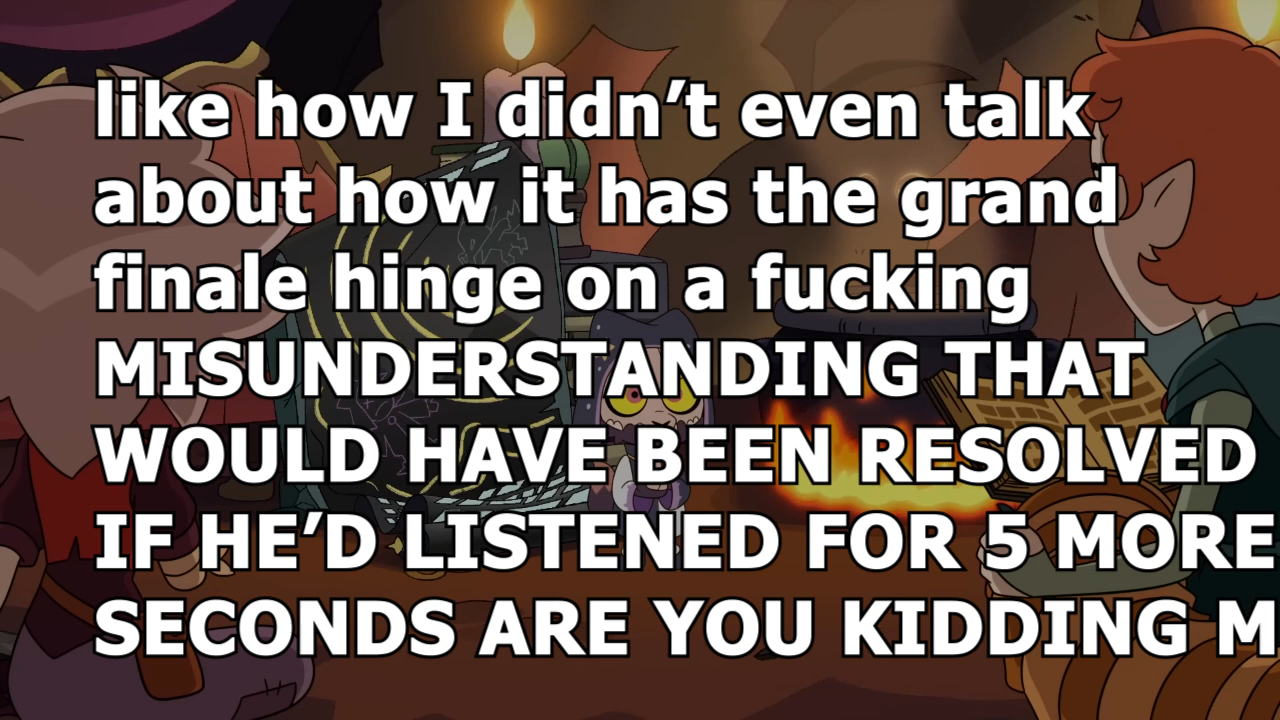 like how I didn’t even talk
about how it has the grand
finale hinge on a fucking
MISUNDERSTANDING THAT
WOULD HAVE BEEN RESOLVED
IF HE’D LISTENED FOR 5 MORE
SECONDS ARE YOU KIDDING M